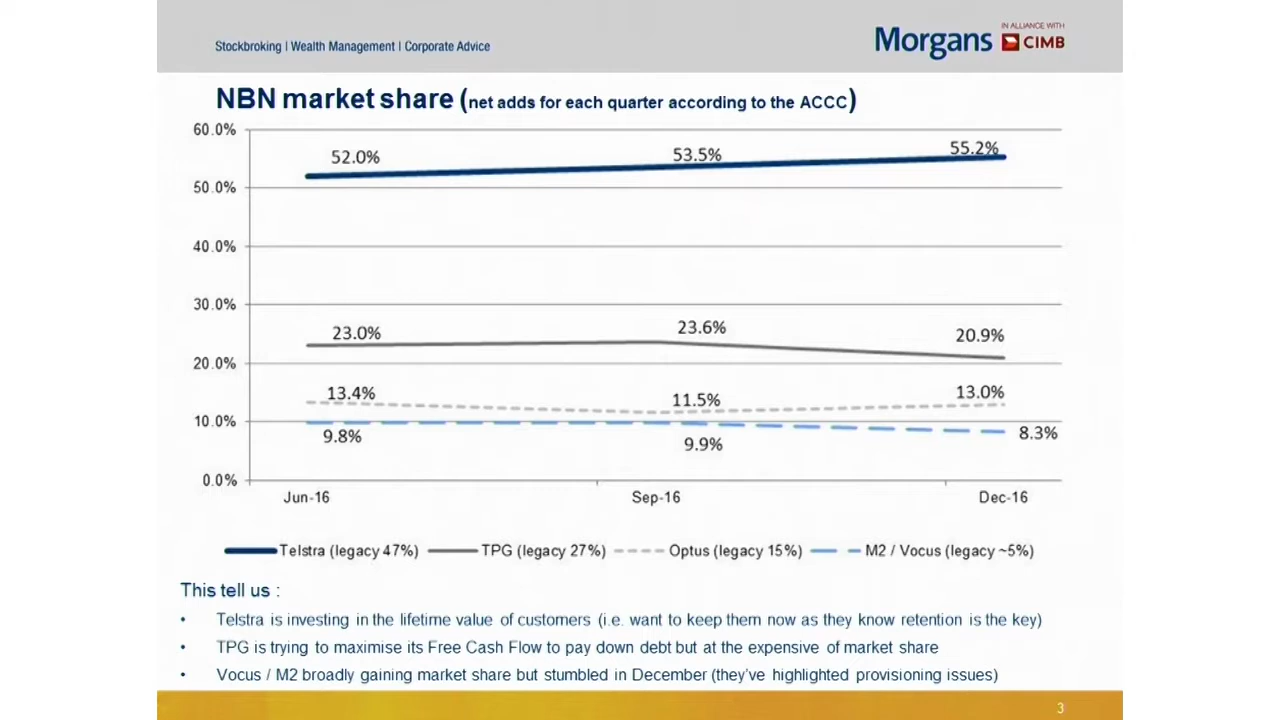 Stockbroking | Wealth Management | Corporate Advice
Morgans
IN ALLIANCE WITH
CIMB
NBN market share (net adds for each quarter according to the ACCC)
60.0%
50.0%
40.0%
30.0%
20.0%
10.0%
0.0%
52.0% 53.5% 55.2%
23.0% 23.6% 20.9%
13.4% 11.5% 13.0%
9.8% 9.9% 8.3%
Jun-16 Sep-16 Dec-16
Telstra (legacy 47%) TPG (legacy 27%) Optus (legacy 15%) M2 / Vocus (legacy ~5%)
This tell us :
• Telstra is investing in the lifetime value of customers (i.e. want to keep them now as they know retention is the key)
• TPG is trying to maximise its Free Cash Flow to pay down debt but at the expensive of market share
• Vocus / M2 broadly gaining market share but stumbled in December (they've highlighted provisioning issues)
3